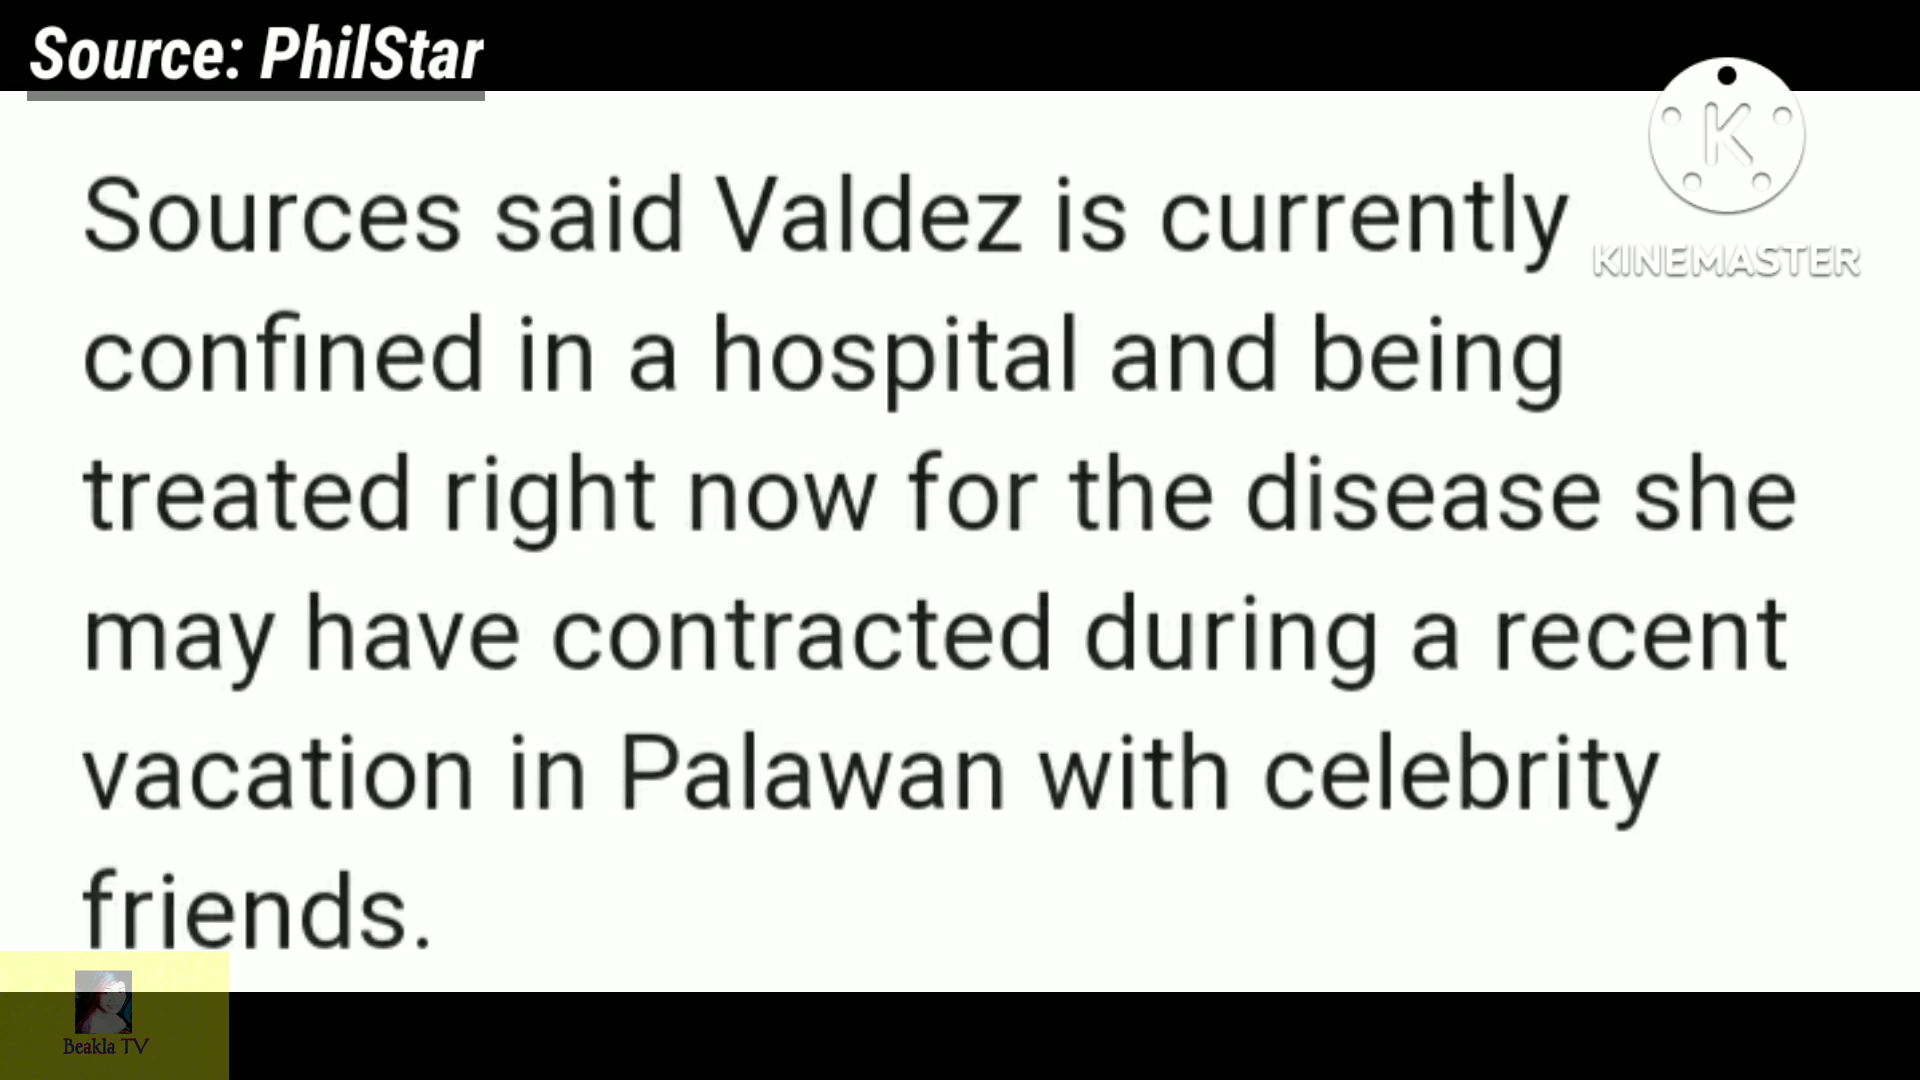 Source: PhilStar
K
KINEMASTER
Sources said Valdez is currently
confined in a hospital and being
treated right now for the disease she
may have contracted during a recent
vacation in Palawan with celebrity
friends.
Beakla TV